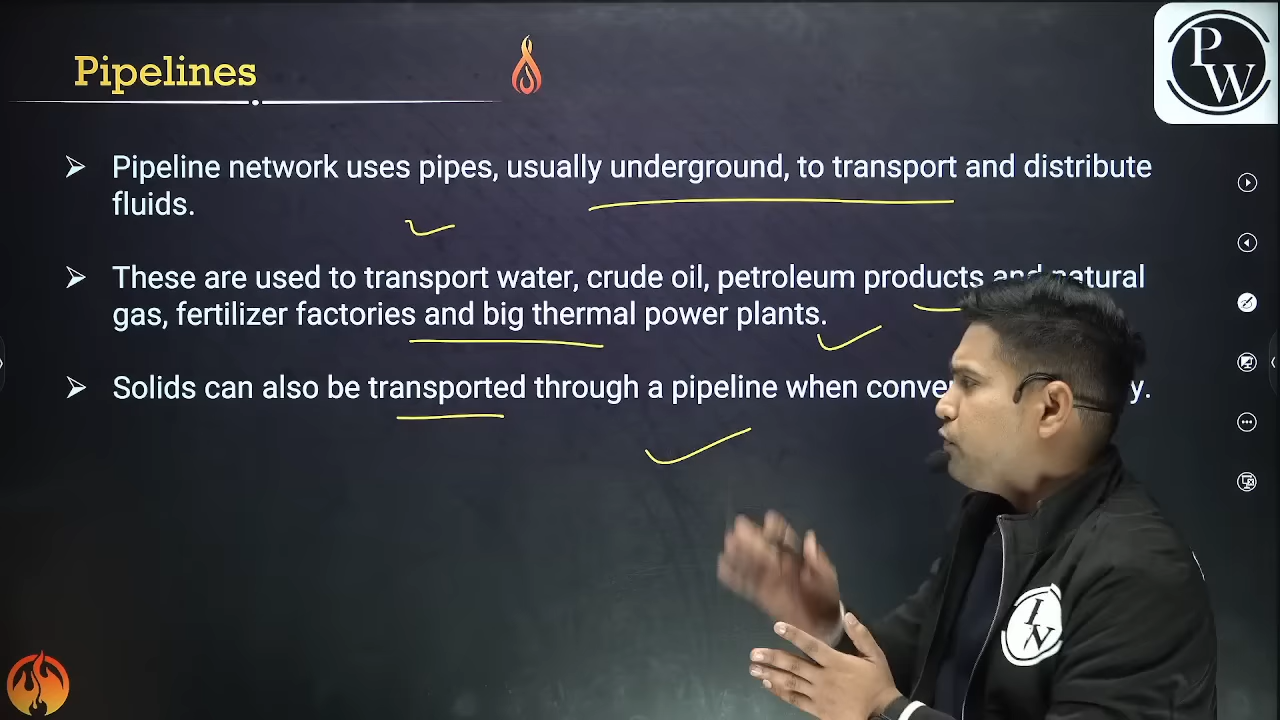 Pipelines
PW
Pipeline network uses pipes, usually underground, to transport and distribute
fluids.
These are used to transport water, crude oil, petroleum products and natural
gas, fertilizer factories and big thermal power plants.
Solids can also be transported through a pipeline when